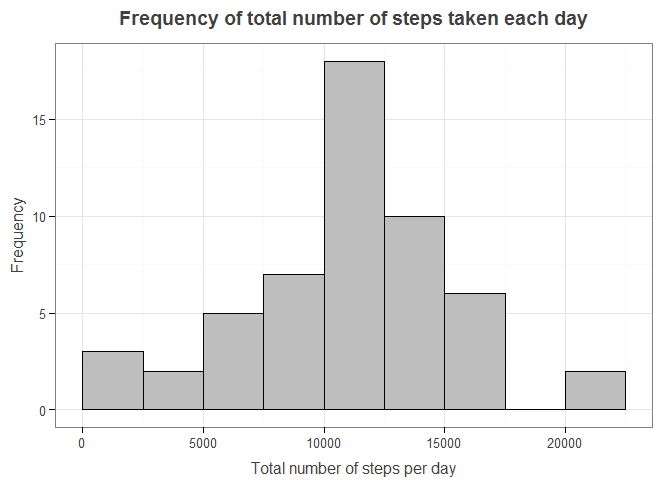 Frequency of total number of steps taken each day
Frequency
15
10
5
0
0 5000 10000 15000 20000
Total number of steps per day